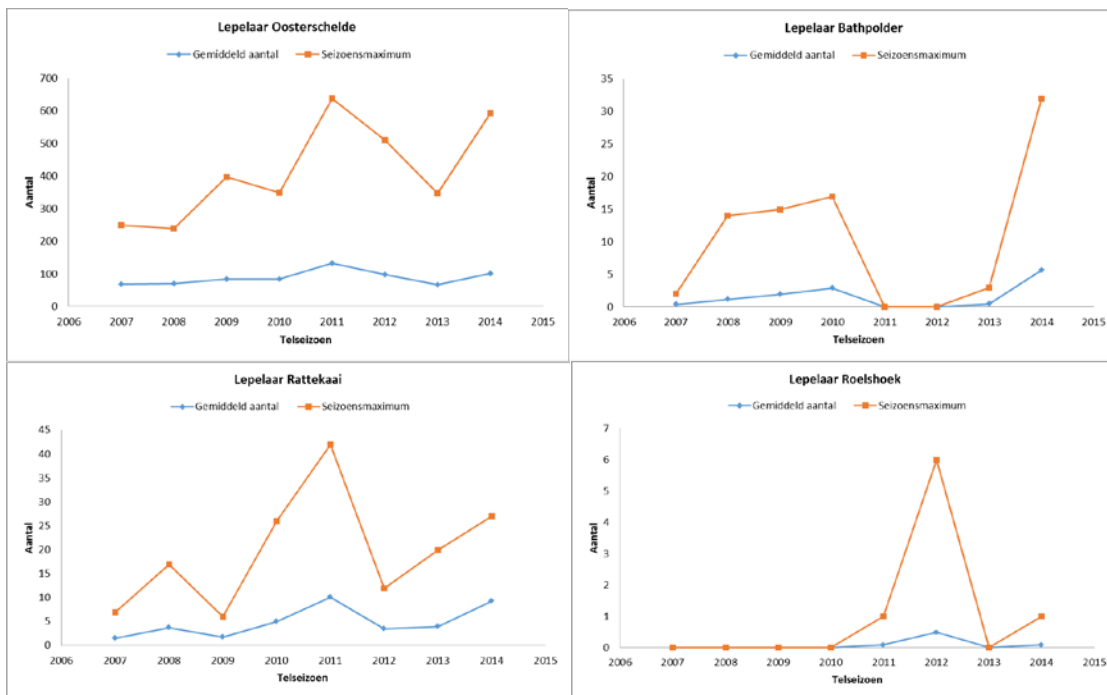 Lepelaar Oosterschelde
Gemiddeld aantal Seizoensmaximum
700
600
500
400
300
200
100
0
Aantal
2006 2007 2008 2009 2010 2011 2012 2013 2014 2015
Telseizoen
Lepelaar Bathpolder
Gemiddeld aantal Seizoensmaximum
35
30
25
20
15
10
5
0
Aantal
2006 2007 2008 2009 2010 2011 2012 2013 2014 2015
Telseizoen
Lepelaar Rattekaai
Gemiddeld aantal Seizoensmaximum
45
40
35
30
25
20
15
10
5
0
Aantal
2006 2007 2008 2009 2010 2011 2012 2013 2014 2015
Telseizoen
Lepelaar Roelshoek
Gemiddeld aantal Seizoensmaximum
7
6
5
4
3
2
1
0
Aantal
2006 2007 2008 2009 2010 2011 2012 2013 2014 2015
Telseizoen